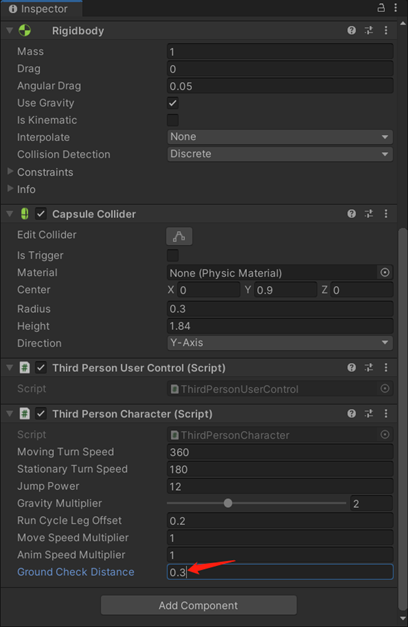 Inspector
Rigidbody
Mass 1
Drag 0
Angular Drag 0.05
Use Gravity
Is Kinematic
Interpolate None
Collision Detection Discrete
Constraints
Info
Capsule Collider
Edit Collider
Is Trigger
Material None (Physic Material)
Center X 0 Y 0.9 Z 0
Radius 0.3
Height 1.84
Direction Y-Axis
Third Person User Control (Script)
Script ThirdPersonUserControl
Third Person Character (Script)
Script ThirdPersonCharacter
Moving Turn Speed 360
Stationary Turn Speed 180
Jump Power 12
Gravity Multiplier 2
Run Cycle Leg Offset 0.2
Move Speed Multiplier 1
Anim Speed Multiplier 1
Ground Check Distance 0.3
Add Component